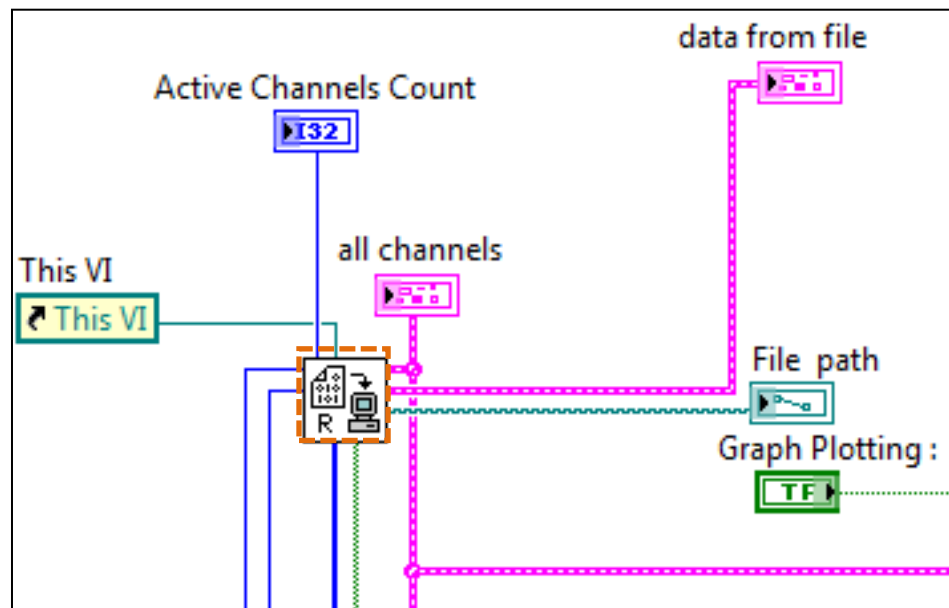 data from file
Active Channels Count
I32
all channels
This VI
This VI
File path
R
Graph Plotting :
TF